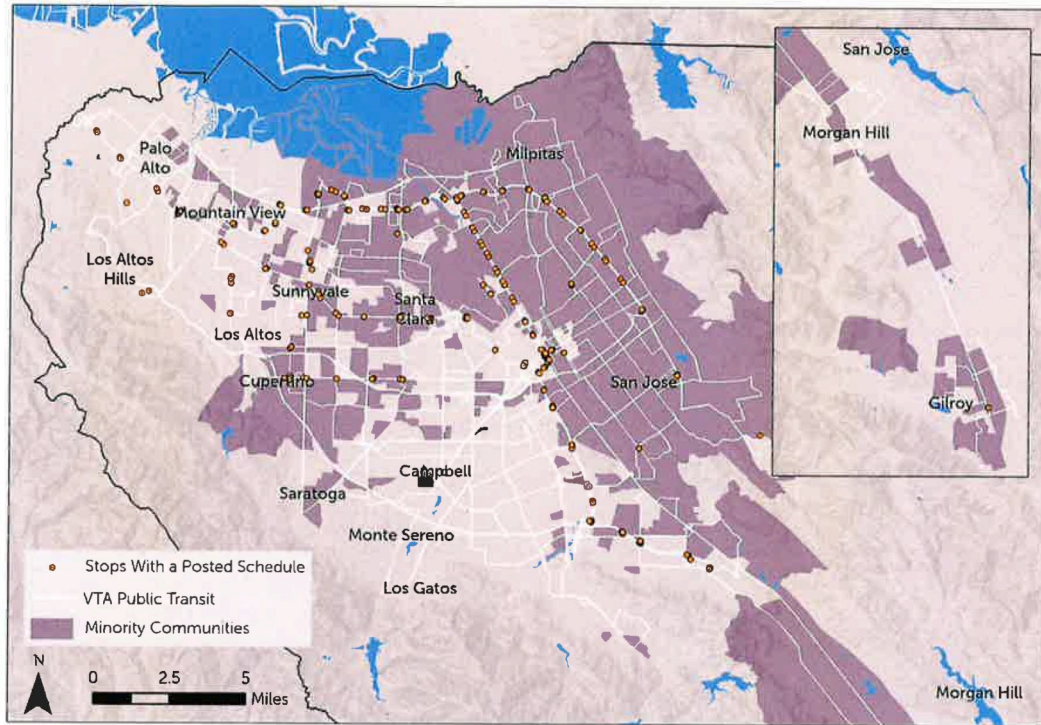 San Jose
Morgan Hill
Gilroy
Milpitas
Palo
Alto
Mountain View
Los Altos
Hills
Sunnyvale
Santa
Clara
Los Altos
Cupertino
San Jose
Campbell
Saratoga
Monte Sereno
Los Gatos
Morgan Hill
Stops With a Posted Schedule
VTA Public Transit
Minority Communities
N
0 2.5 5
Miles